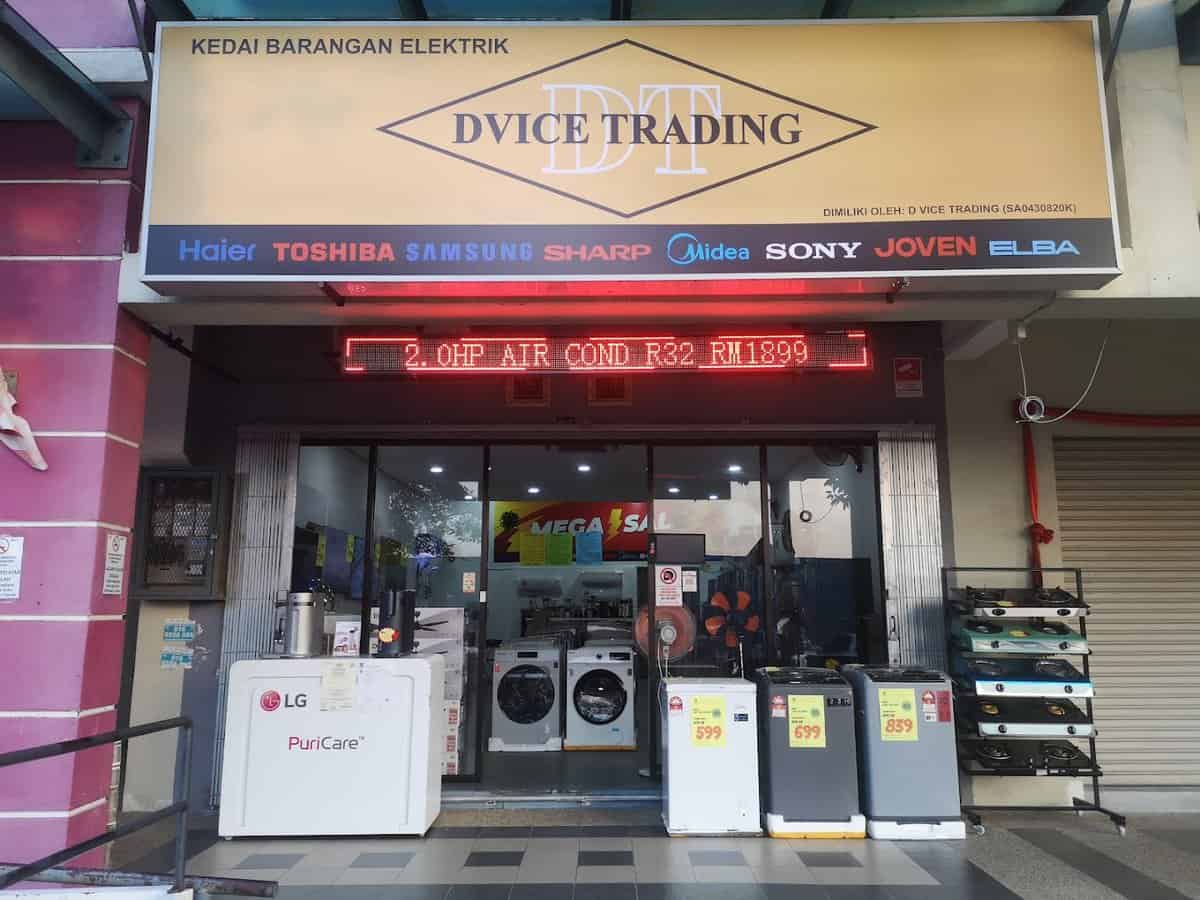 KEDAI BARANGAN ELEKTRIK
DT
DVICE TRADING
DIMILIKI OLEH: D VICE TRADING (SA0430820K)
Haier TOSHIBA SAMSUNG SHARP Midea SONY JOVEN ELBA
2.0HP AIR COND R32 RM1899
MEGA SAL
LG
PuriCare™
599
699
839